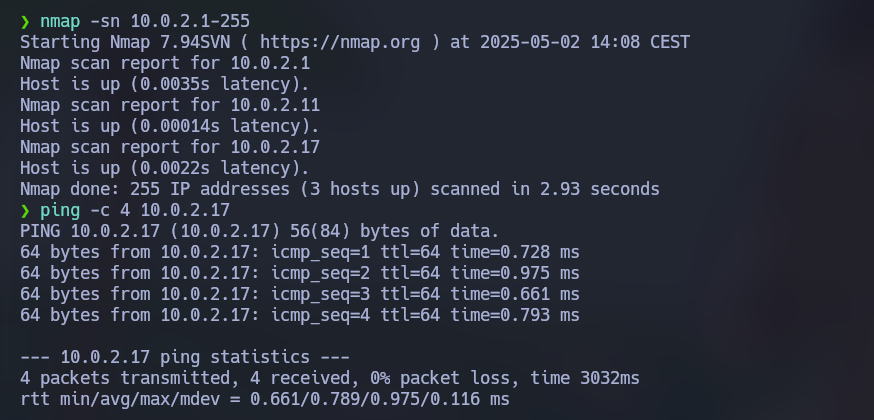 ❯ nmap -sn 10.0.2.1-255
Starting Nmap 7.94SVN ( https://nmap.org ) at 2025-05-02 14:08 CEST
Nmap scan report for 10.0.2.1
Host is up (0.0035s latency).
Nmap scan report for 10.0.2.11
Host is up (0.00014s latency).
Nmap scan report for 10.0.2.17
Host is up (0.0022s latency).
Nmap done: 255 IP addresses (3 hosts up) scanned in 2.93 seconds
❯ ping -c 4 10.0.2.17
PING 10.0.2.17 (10.0.2.17) 56(84) bytes of data.
64 bytes from 10.0.2.17: icmp_seq=1 ttl=64 time=0.728 ms
64 bytes from 10.0.2.17: icmp_seq=2 ttl=64 time=0.975 ms
64 bytes from 10.0.2.17: icmp_seq=3 ttl=64 time=0.661 ms
64 bytes from 10.0.2.17: icmp_seq=4 ttl=64 time=0.793 ms

--- 10.0.2.17 ping statistics ---
4 packets transmitted, 4 received, 0% packet loss, time 3032ms
rtt min/avg/max/mdev = 0.661/0.789/0.975/0.116 ms